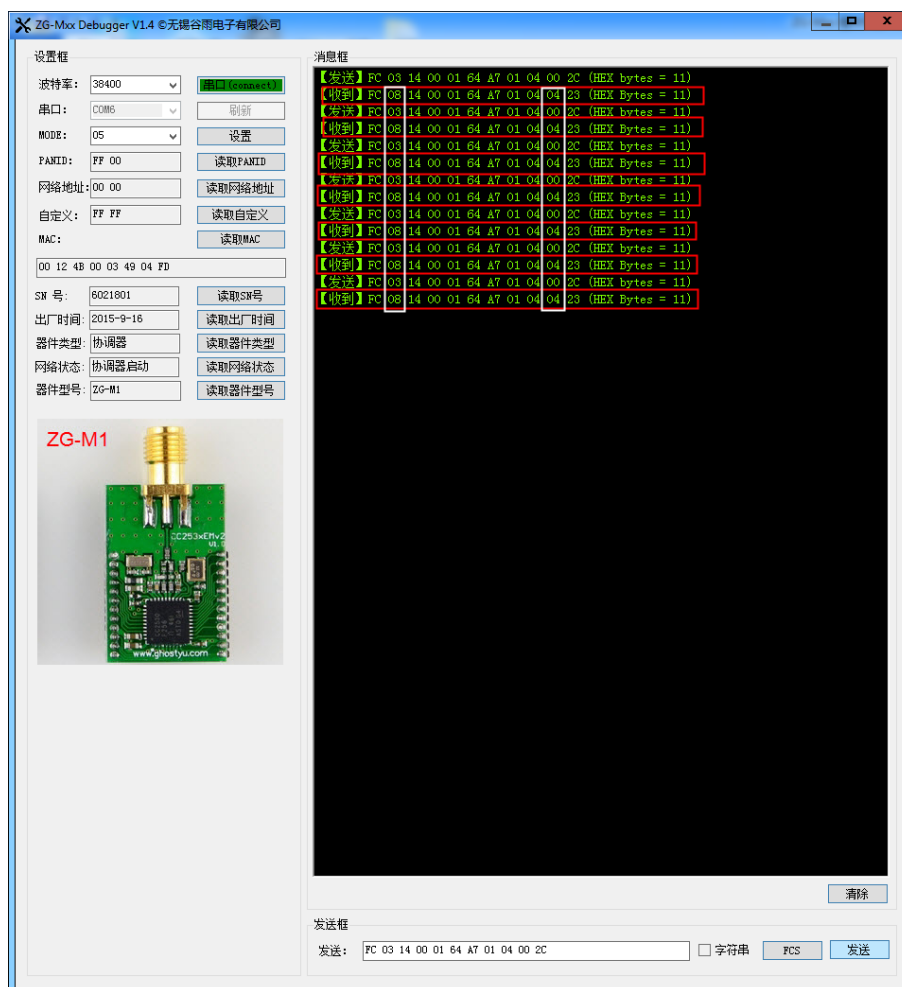 ZG-Mxx Debugger V1.4 ©无锡谷雨电子有限公司
设置框
波特率: 38400 串口(connect)
串口: COM6 刷新
MODE: 05 设置
PANID: FF 00 读取PANID
网络地址: 00 00 读取网络地址
自定义: FF FF 读取自定义
MAC: 读取MAC
00 12 4B 00 03 49 04 FD
SN 号: 6021801 读取SN号
出厂时间: 2015-9-16 读取出厂时间
器件类型: 协调器 读取器件类型
网络状态: 协调器启动 读取网络状态
器件型号: ZG-M1 读取器件型号
ZG-M1
CC253xEMv2
V1.0
www.ghostyu.com
消息框
【发送】FC 03 14 00 01 64 A7 01 04 00 2C (HEX bytes = 11)
【收到】FC 08 14 00 01 64 A7 01 04 04 23 (HEX Bytes = 11)
【发送】FC 03 14 00 01 64 A7 01 04 00 2C (HEX bytes = 11)
【收到】FC 08 14 00 01 64 A7 01 04 04 23 (HEX Bytes = 11)
【发送】FC 03 14 00 01 64 A7 01 04 00 2C (HEX bytes = 11)
【收到】FC 08 14 00 01 64 A7 01 04 04 23 (HEX Bytes = 11)
【发送】FC 03 14 00 01 64 A7 01 04 00 2C (HEX bytes = 11)
【收到】FC 08 14 00 01 64 A7 01 04 04 23 (HEX Bytes = 11)
【发送】FC 03 14 00 01 64 A7 01 04 00 2C (HEX bytes = 11)
【收到】FC 08 14 00 01 64 A7 01 04 04 23 (HEX Bytes = 11)
【发送】FC 03 14 00 01 64 A7 01 04 00 2C (HEX bytes = 11)
【收到】FC 08 14 00 01 64 A7 01 04 04 23 (HEX Bytes = 11)
【发送】FC 03 14 00 01 64 A7 01 04 00 2C (HEX bytes = 11)
【收到】FC 08 14 00 01 64 A7 01 04 04 23 (HEX Bytes = 11)
清除
发送框
发送: FC 03 14 00 01 64 A7 01 04 00 2C 字符串 FCS 发送